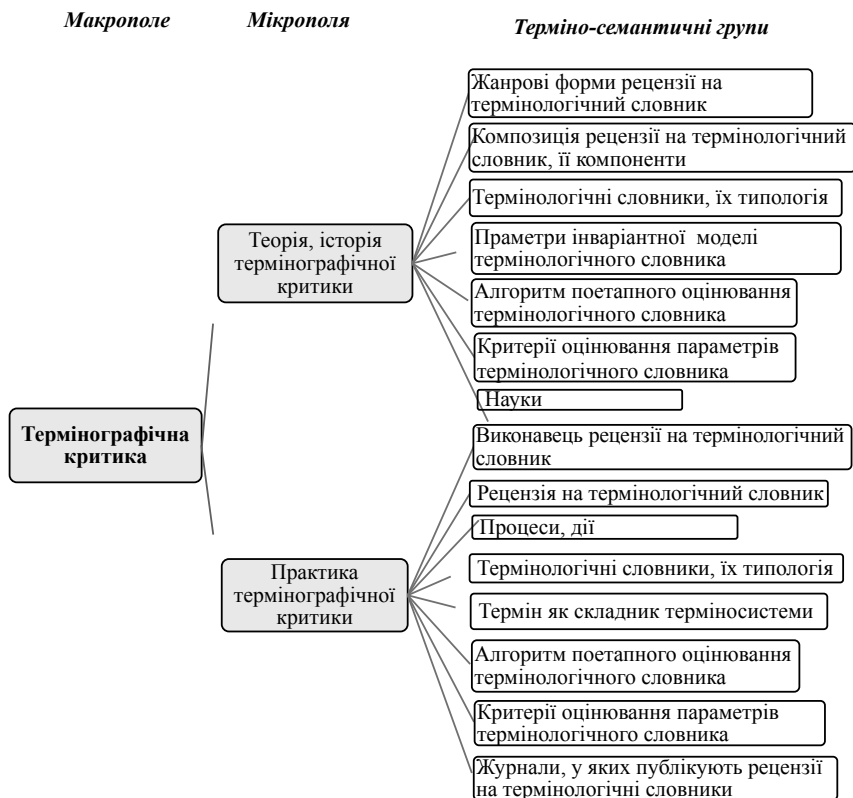 Макрополе
Мікрополя
Терміно-семантичні групи
Жанрові форми рецензії на
термінологічний словник
Композиція рецензії на термінологічний
словник, її компоненти
Термінологічні словники, їх типологія
Теорія, історія
термінографічної
критики
Праметри інваріантної моделі
термінологічного словника
Алгоритм поетапного оцінювання
термінологічного словника
Критерії оцінювання параметрів
термінологічного словника
Науки
Термінографічна
критика
Виконавець рецензії на термінологічний
словник
Рецензія на термінологічний словник
Процеси, дії
Практика
термінографічної
критики
Термінологічні словники, їх типологія
Термін як складник терміносистеми
Алгоритм поетапного оцінювання
термінологічного словника
Критерії оцінювання параметрів
термінологічного словника
Журнали, у яких публікують рецензії
на термінологічні словники